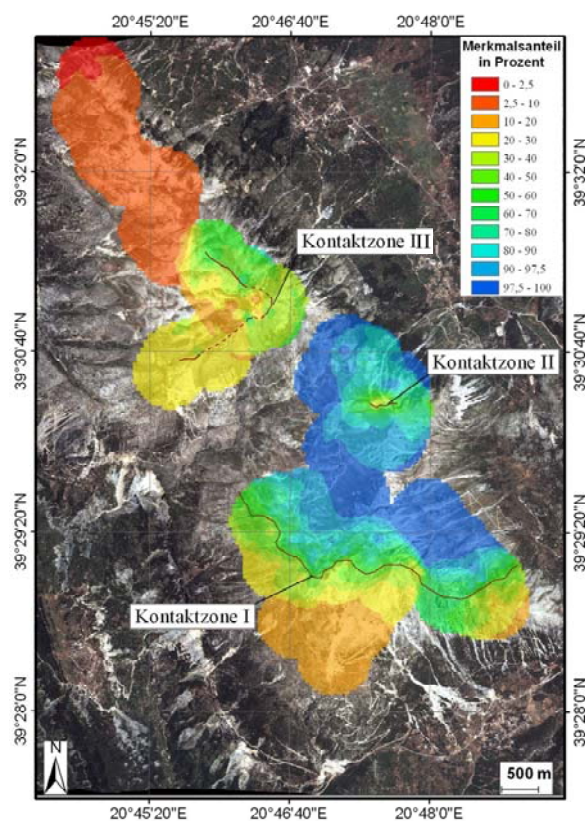 20°45'20"E
20°46'40"E
20°48'0"E
Merkmalsanteil
in Prozent
0 - 2,5
2,5 - 10
10 - 20
20 - 30
30 - 40
40 - 50
50 - 60
60 - 70
70 - 80
80 - 90
90 - 97,5
97,5 - 100
39°32'0"N
39°32'0"N
Kontaktzone III
39°30'40"N
39°30'40"N
Kontaktzone II
39°29'20"N
39°29'20"N
Kontaktzone I
39°28'0"N
39°28'0"N
N
500 m
20°45'20"E
20°46'40"E
20°48'0"E